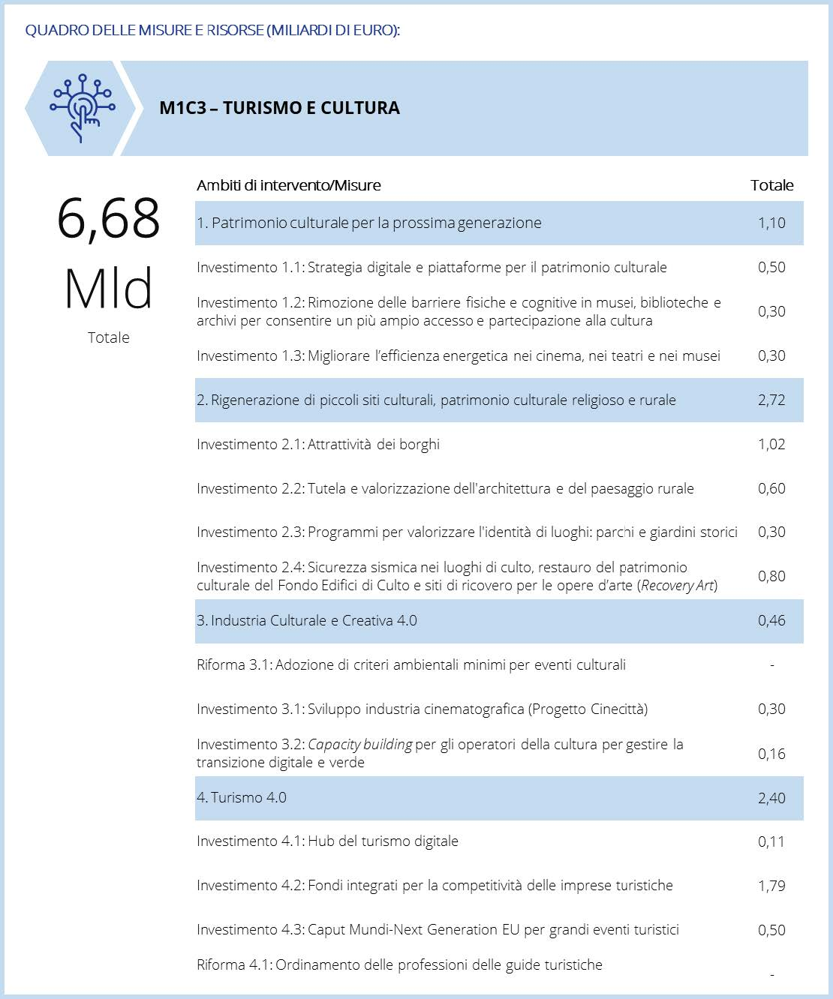 QUADRO DELLE MISURE E RISORSE (MILIARDI DI EURO):
M1C3 – TURISMO E CULTURA
6,68
Mld
Totale
Ambiti di intervento/Misure Totale
1. Patrimonio culturale per la prossima generazione 1,10
Investimento 1.1: Strategia digitale e piattaforme per il patrimonio culturale 0,50
Investimento 1.2: Rimozione delle barriere fisiche e cognitive in musei, biblioteche e
archivi per consentire un più ampio accesso e partecipazione alla cultura 0,30
Investimento 1.3: Migliorare l’efficienza energetica nei cinema, nei teatri e nei musei 0,30
2. Rigenerazione di piccoli siti culturali, patrimonio culturale religioso e rurale 2,72
Investimento 2.1: Attrattività dei borghi 1,02
Investimento 2.2: Tutela e valorizzazione dell'architettura e del paesaggio rurale 0,60
Investimento 2.3: Programmi per valorizzare l'identità di luoghi: parchi e giardini storici 0,30
Investimento 2.4: Sicurezza sismica nei luoghi di culto, restauro del patrimonio
culturale del Fondo Edifici di Culto e siti di ricovero per le opere d’arte (Recovery Art) 0,80
3. Industria Culturale e Creativa 4.0 0,46
Riforma 3.1: Adozione di criteri ambientali minimi per eventi culturali -
Investimento 3.1: Sviluppo industria cinematografica (Progetto Cinecittà) 0,30
Investimento 3.2: Capacity building per gli operatori della cultura per gestire la
transizione digitale e verde 0,16
4. Turismo 4.0 2,40
Investimento 4.1: Hub del turismo digitale 0,11
Investimento 4.2: Fondi integrati per la competitività delle imprese turistiche 1,79
Investimento 4.3: Caput Mundi-Next Generation EU per grandi eventi turistici 0,50
Riforma 4.1: Ordinamento delle professioni delle guide turistiche -